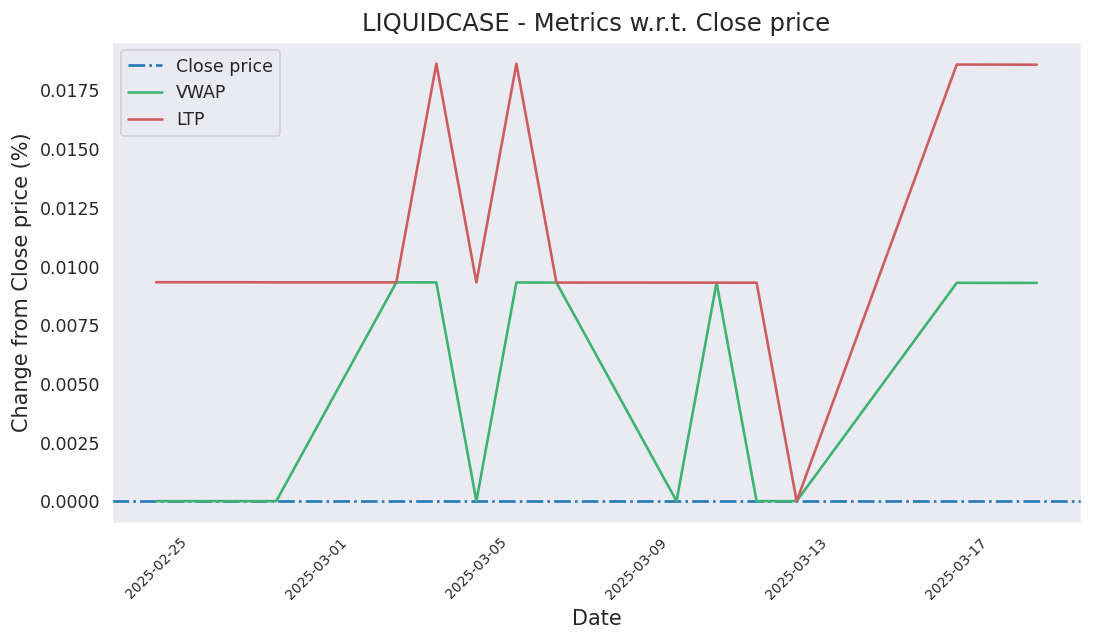 LIQUIDCASE - Metrics w.r.t. Close price
Close price
VWAP
LTP
Change from Close price (%)
0.0175
0.0150
0.0125
0.0100
0.0075
0.0050
0.0025
0.0000
2025-02-25
2025-03-01
2025-03-05
2025-03-09
2025-03-13
2025-03-17
Date